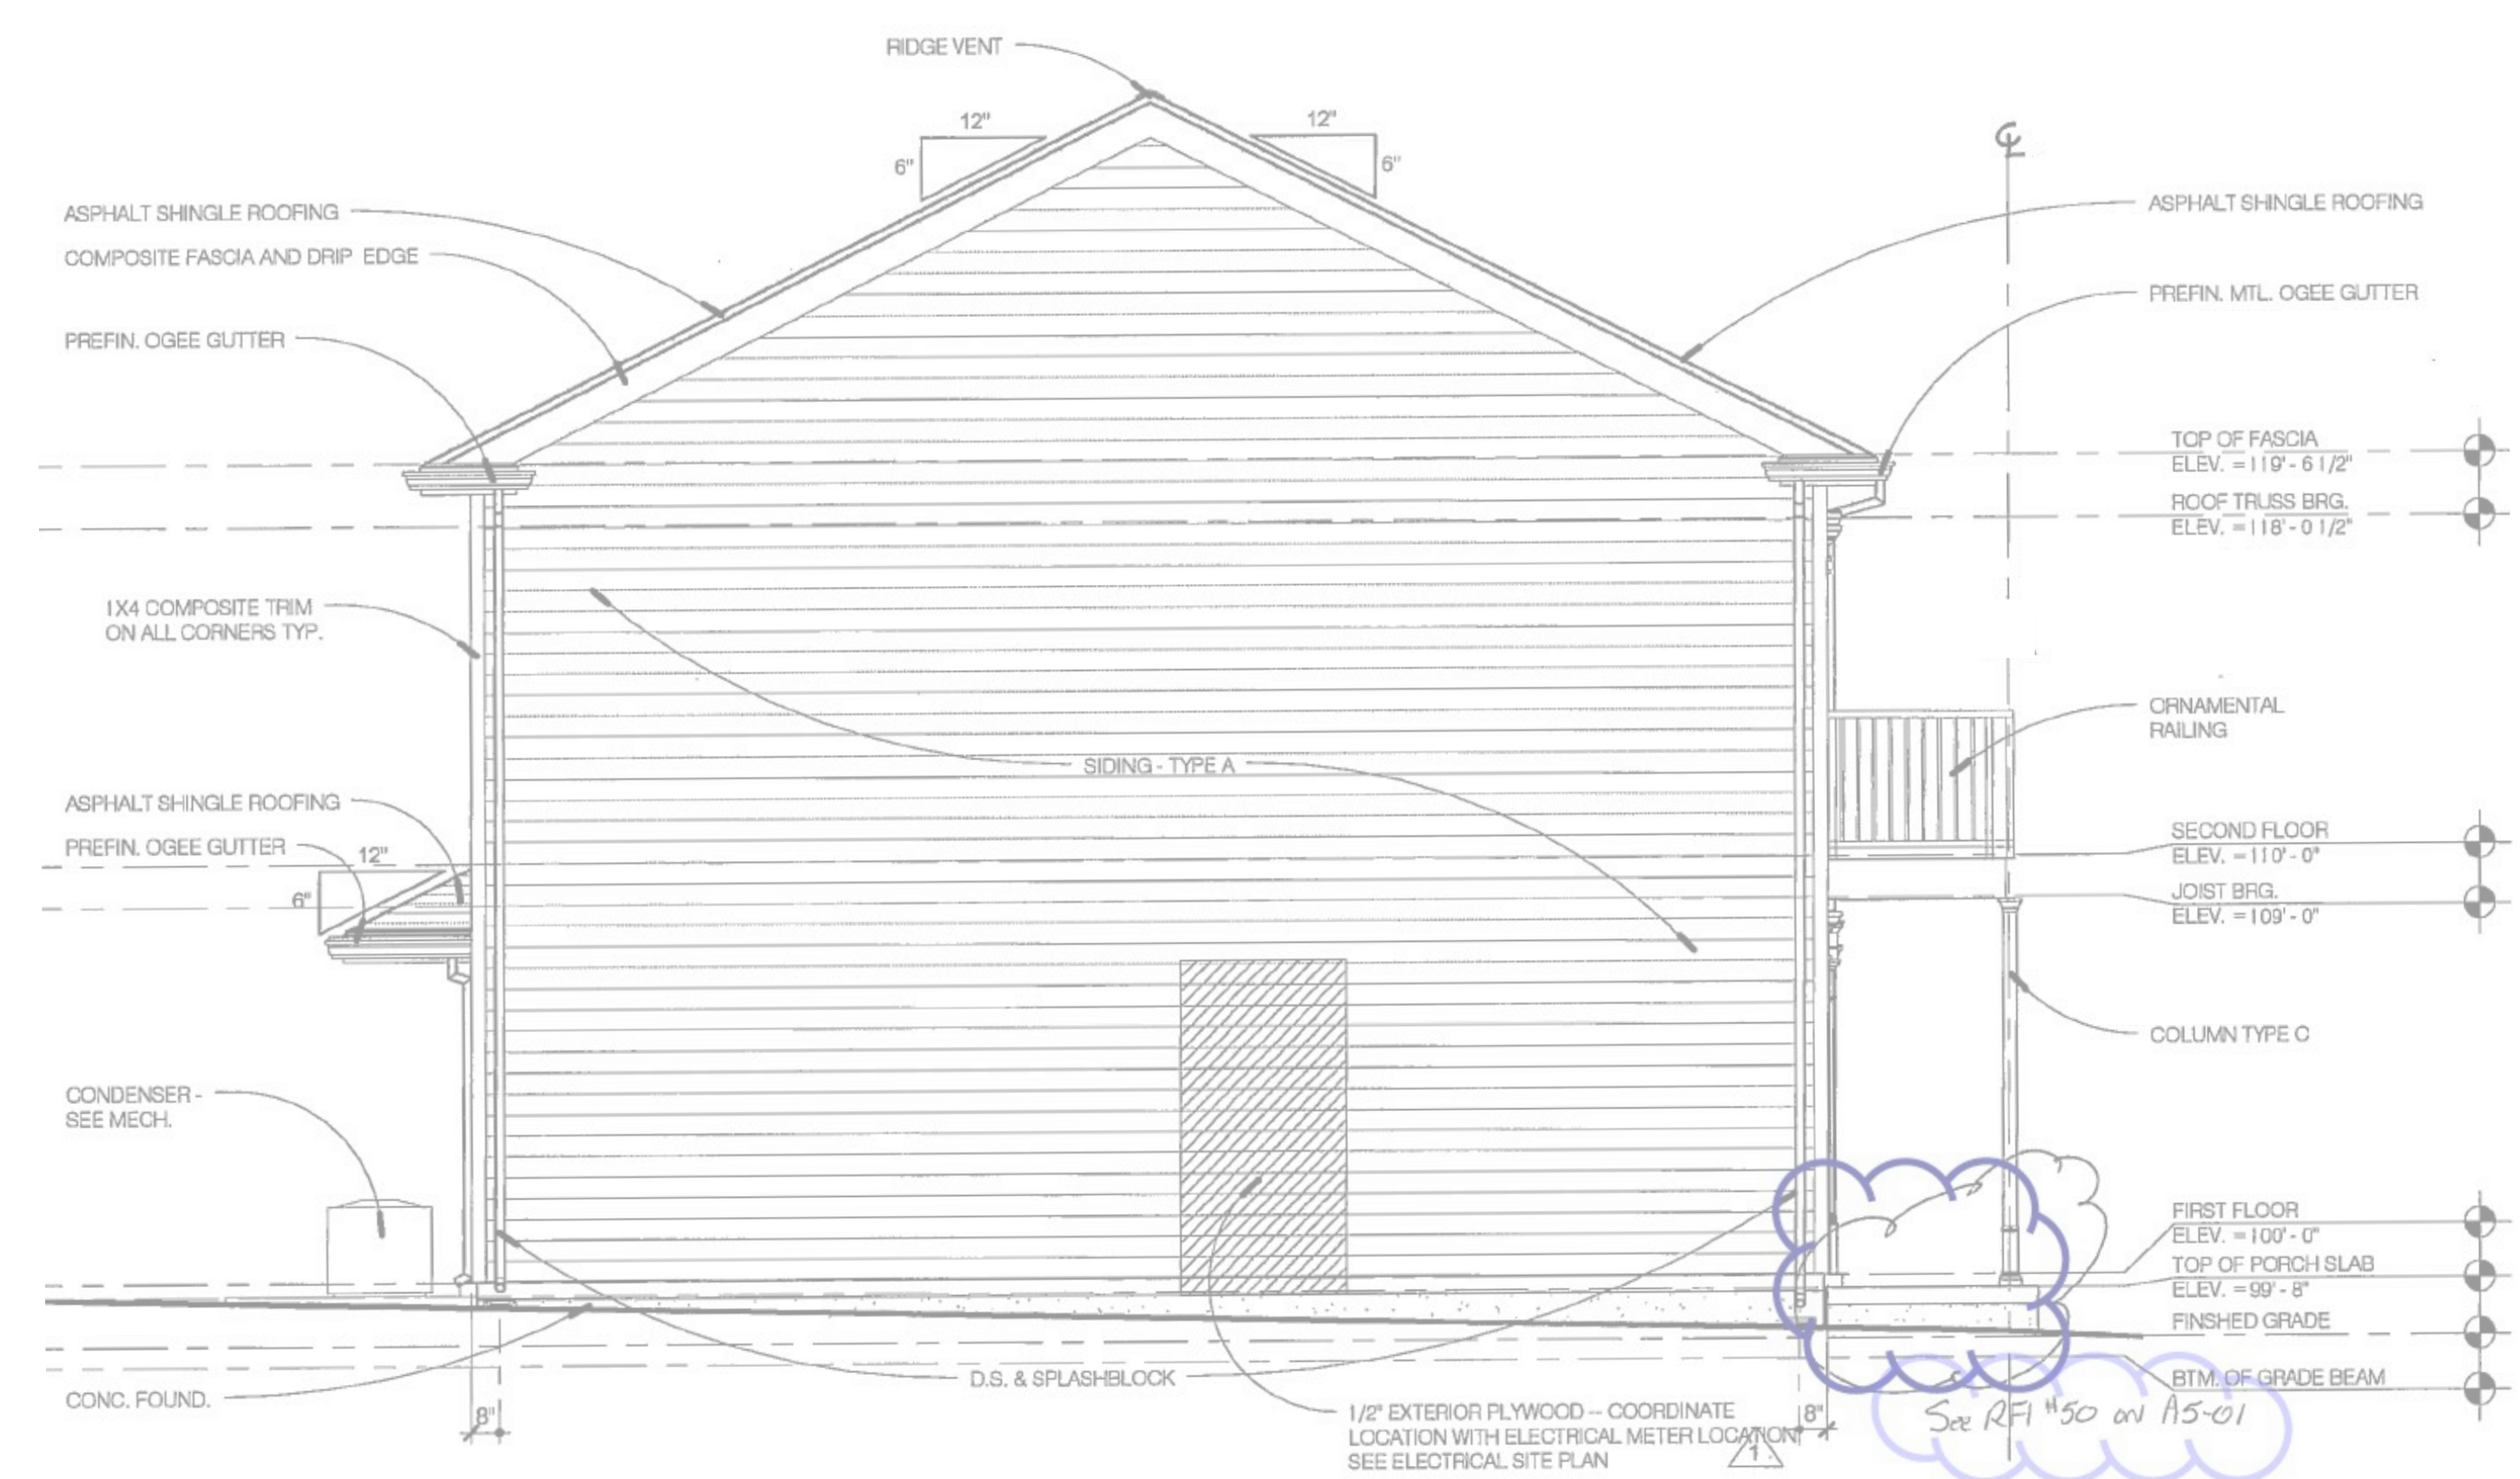 RIDGE VENT
12"
12"
6"
6"
℄
ASPHALT SHINGLE ROOFING
COMPOSITE FASCIA AND DRIP EDGE
PREFIN. OGEE GUTTER
ASPHALT SHINGLE ROOFING
PREFIN. MTL. OGEE GUTTER
TOP OF FASCIA
ELEV. = 119' - 6 1/2"
ROOF TRUSS BRG.
ELEV. = 118' - 0 1/2"
1X4 COMPOSITE TRIM
ON ALL CORNERS TYP.
ORNAMENTAL
RAILING
SIDING - TYPE A
ASPHALT SHINGLE ROOFING
PREFIN. OGEE GUTTER
12"
6"
SECOND FLOOR
ELEV. = 110' - 0"
JOIST BRG.
ELEV. = 109' - 0"
COLUMN TYPE C
CONDENSER -
SEE MECH.
FIRST FLOOR
ELEV. = 100' - 0"
TOP OF PORCH SLAB
ELEV. = 99' - 8"
FINSHED GRADE
BTM. OF GRADE BEAM
CONC. FOUND.
D.S. & SPLASHBLOCK
8"
1/2" EXTERIOR PLYWOOD -- COORDINATE
LOCATION WITH ELECTRICAL METER LOCATION
SEE ELECTRICAL SITE PLAN
1
8"
See RFI #50 on A5-01